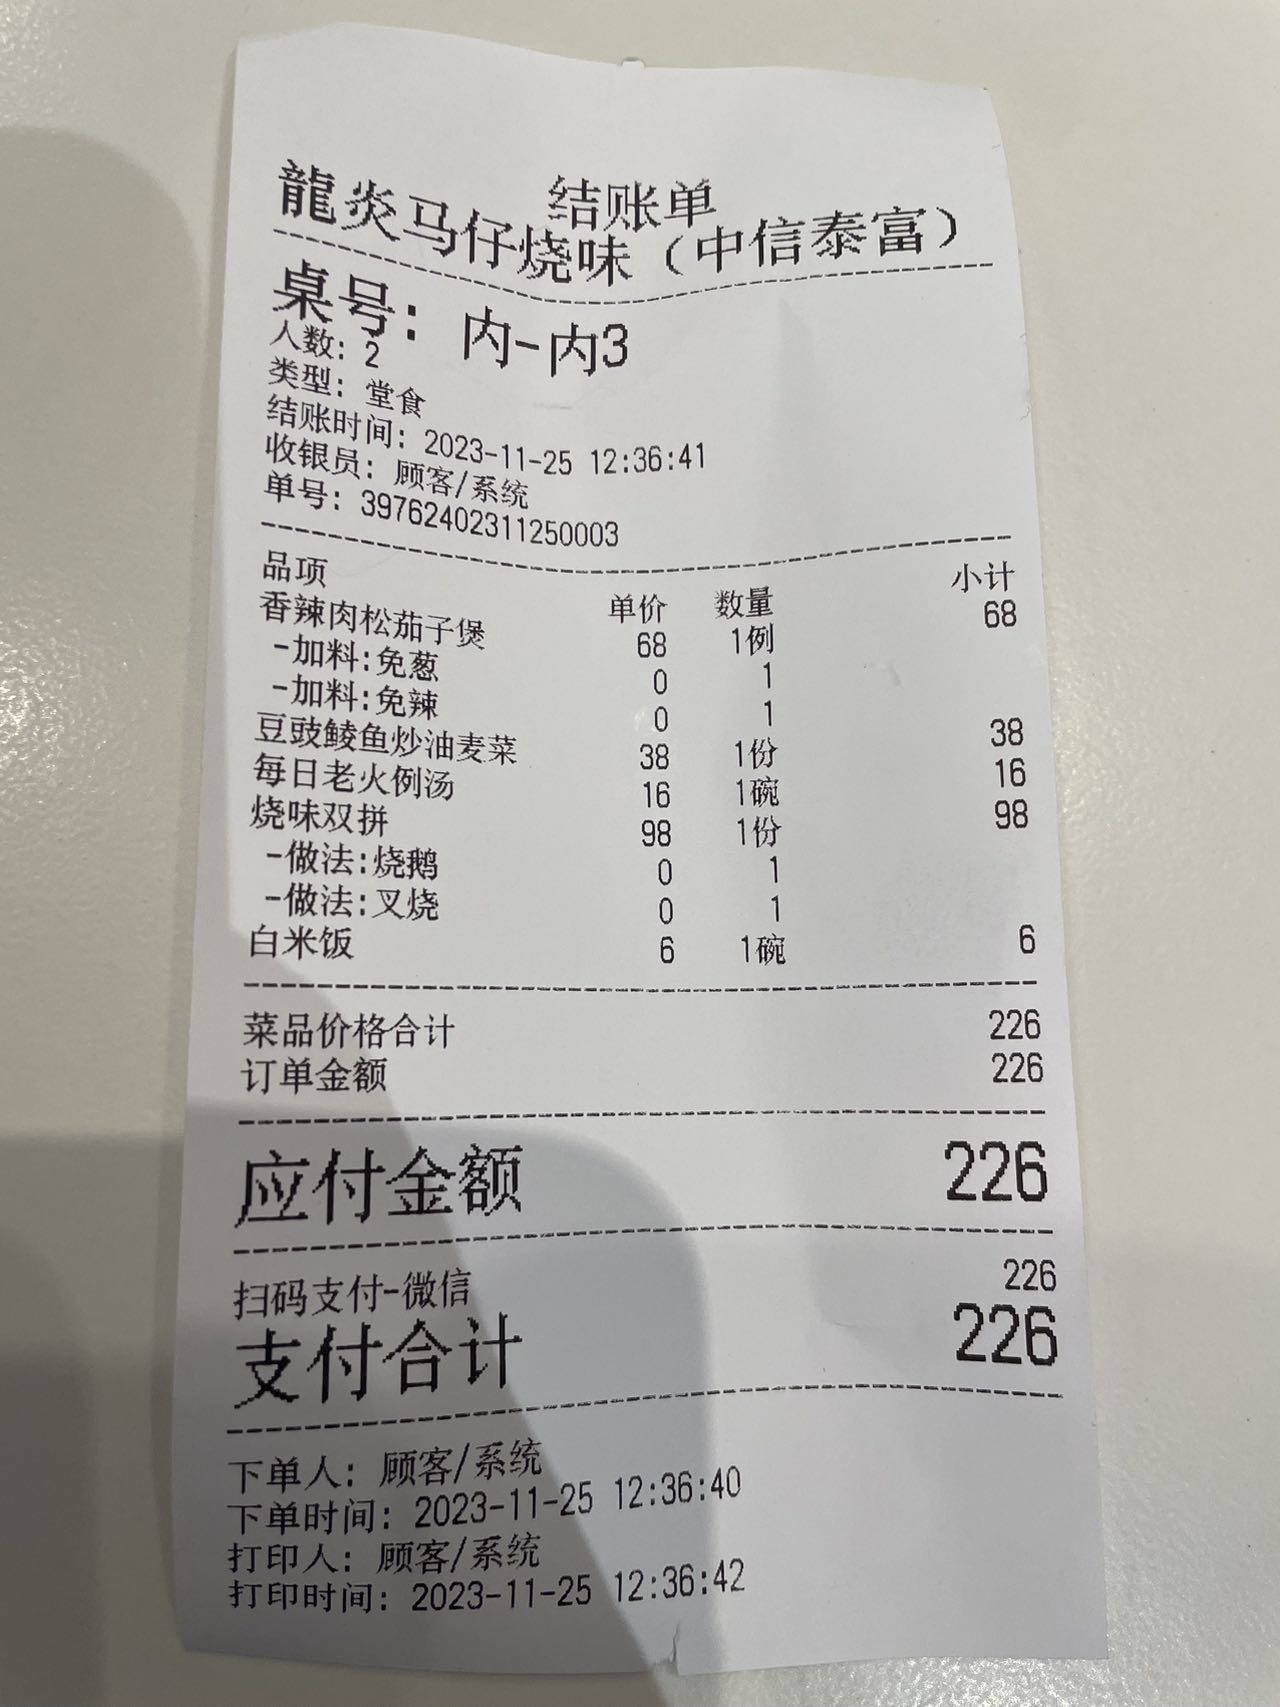 结账单
龍炎马仔烧味（中信泰富）
桌号: 内-内3
人数: 2
类型: 堂食
结账时间: 2023-11-25 12:36:41
收银员: 顾客/系统
单号: 39762402311250003
品项 单价 数量 小计
香辣肉松茄子煲 68 1例 68
-加料:免葱 0 1
-加料:免辣 0 1
豆豉鲮鱼炒油麦菜 38 1份 38
每日老火例汤 16 1碗 16
烧味双拼 98 1份 98
-做法:烧鹅 0 1
-做法:叉烧 0 1
白米饭 6 1碗 6
菜品价格合计 226
订单金额 226
应付金额 226
扫码支付-微信 226
支付合计 226
下单人: 顾客/系统
下单时间: 2023-11-25 12:36:40
打印人: 顾客/系统
打印时间: 2023-11-25 12:36:42